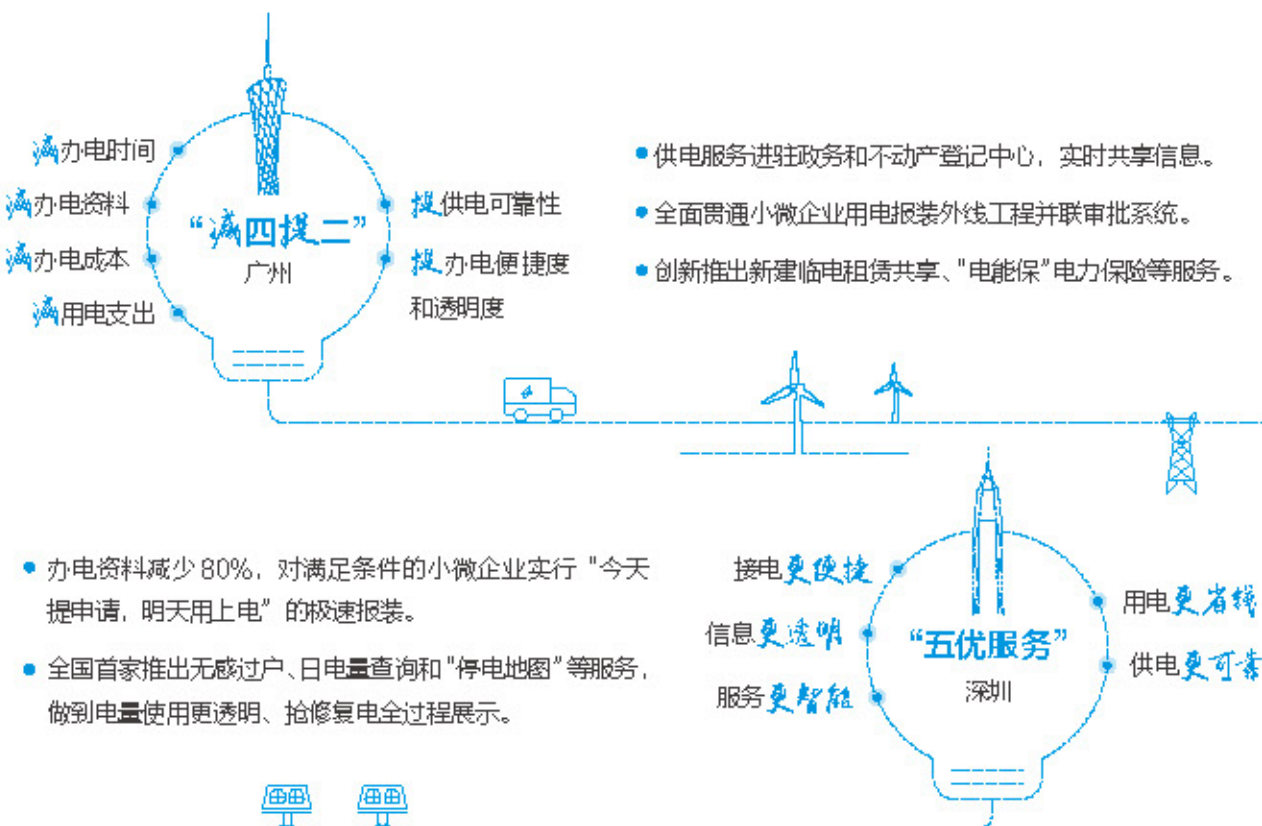 减办电时间
减办电资料
减办电成本
减用电支出
“减四提二”
广州
提供电可靠性
提办电便捷度
和透明度
供电服务进驻政务和不动产登记中心，实时共享信息。
全面贯通小微企业用电报装外线工程并联审批系统。
创新推出新建临电租赁共享、"电能保"电力保险等服务。
办电资料减少80%，对满足条件的小微企业实行"今天
提申请，明天用上电"的极速报装。
全国首家推出无感过户、日电量查询和"停电地图"等服务，
做到电量使用更透明、抢修复电全过程展示。
接电更便捷
信息更透明
服务更智能
“五优服务”
深圳
用电更省钱
供电更可靠